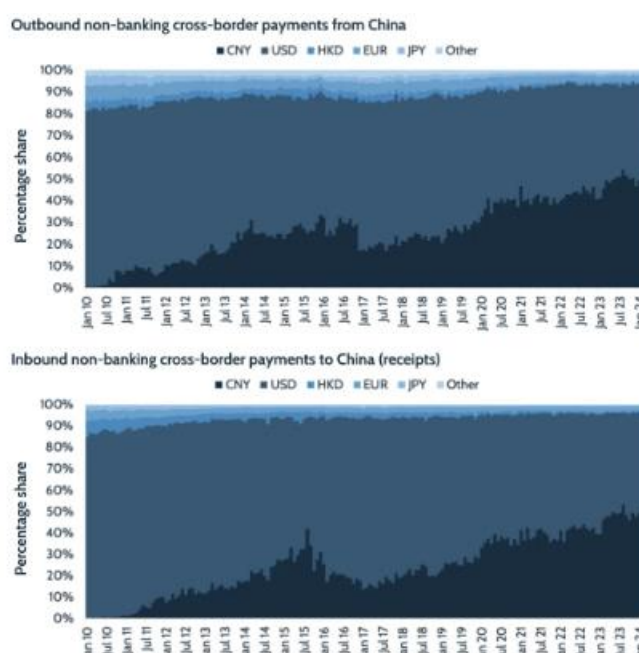 Outbound non-banking cross-border payments from China
CNY USD HKD EUR JPY Other
100%
90%
80%
70%
60%
50%
40%
30%
20%
10%
0%
Percentage share
Jan 10
Jul 10
Jan 11
Jul 11
Jan 12
Jul 12
Jan 13
Jul 13
Jan 14
Jul 14
Jan 15
Jul 15
Jan 16
Jul 16
Jan 17
Jul 17
Jan 18
Jul 18
Jan 19
Jul 19
Jan 20
Jul 20
Jan 21
Jul 21
Jan 22
Jul 22
Jan 23
Jul 23
Jan 24
Inbound non-banking cross-border payments to China (receipts)
CNY USD HKD EUR JPY Other
100%
90%
80%
70%
60%
50%
40%
30%
20%
10%
0%
Percentage share
Jan 10
Jul 10
Jan 11
Jul 11
Jan 12
Jul 12
Jan 13
Jul 13
Jan 14
Jul 14
Jan 15
Jul 15
Jan 16
Jul 16
Jan 17
Jul 17
Jan 18
Jul 18
Jan 19
Jul 19
Jan 20
Jul 20
Jan 21
Jul 21
Jan 22
Jul 22
Jan 23
Jul 23
Jan 24